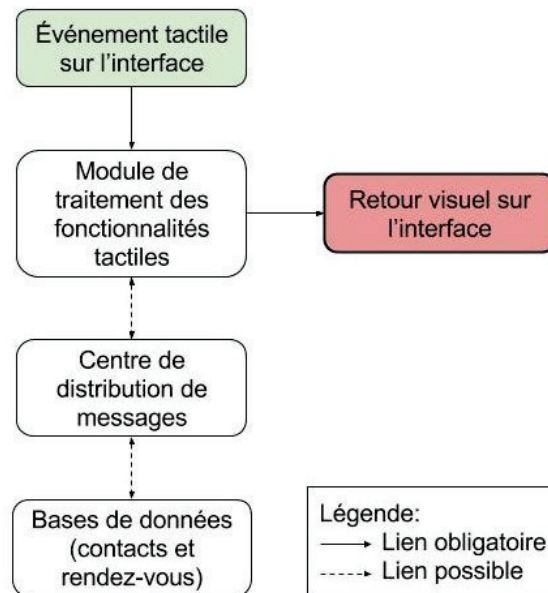 Événement tactile
sur l’interface
Module de
traitement des
fonctionnalités
tactiles
Retour visuel sur
l’interface
Centre de
distribution de
messages
Bases de données
(contacts et
rendez-vous)
Légende:
Lien obligatoire
Lien possible